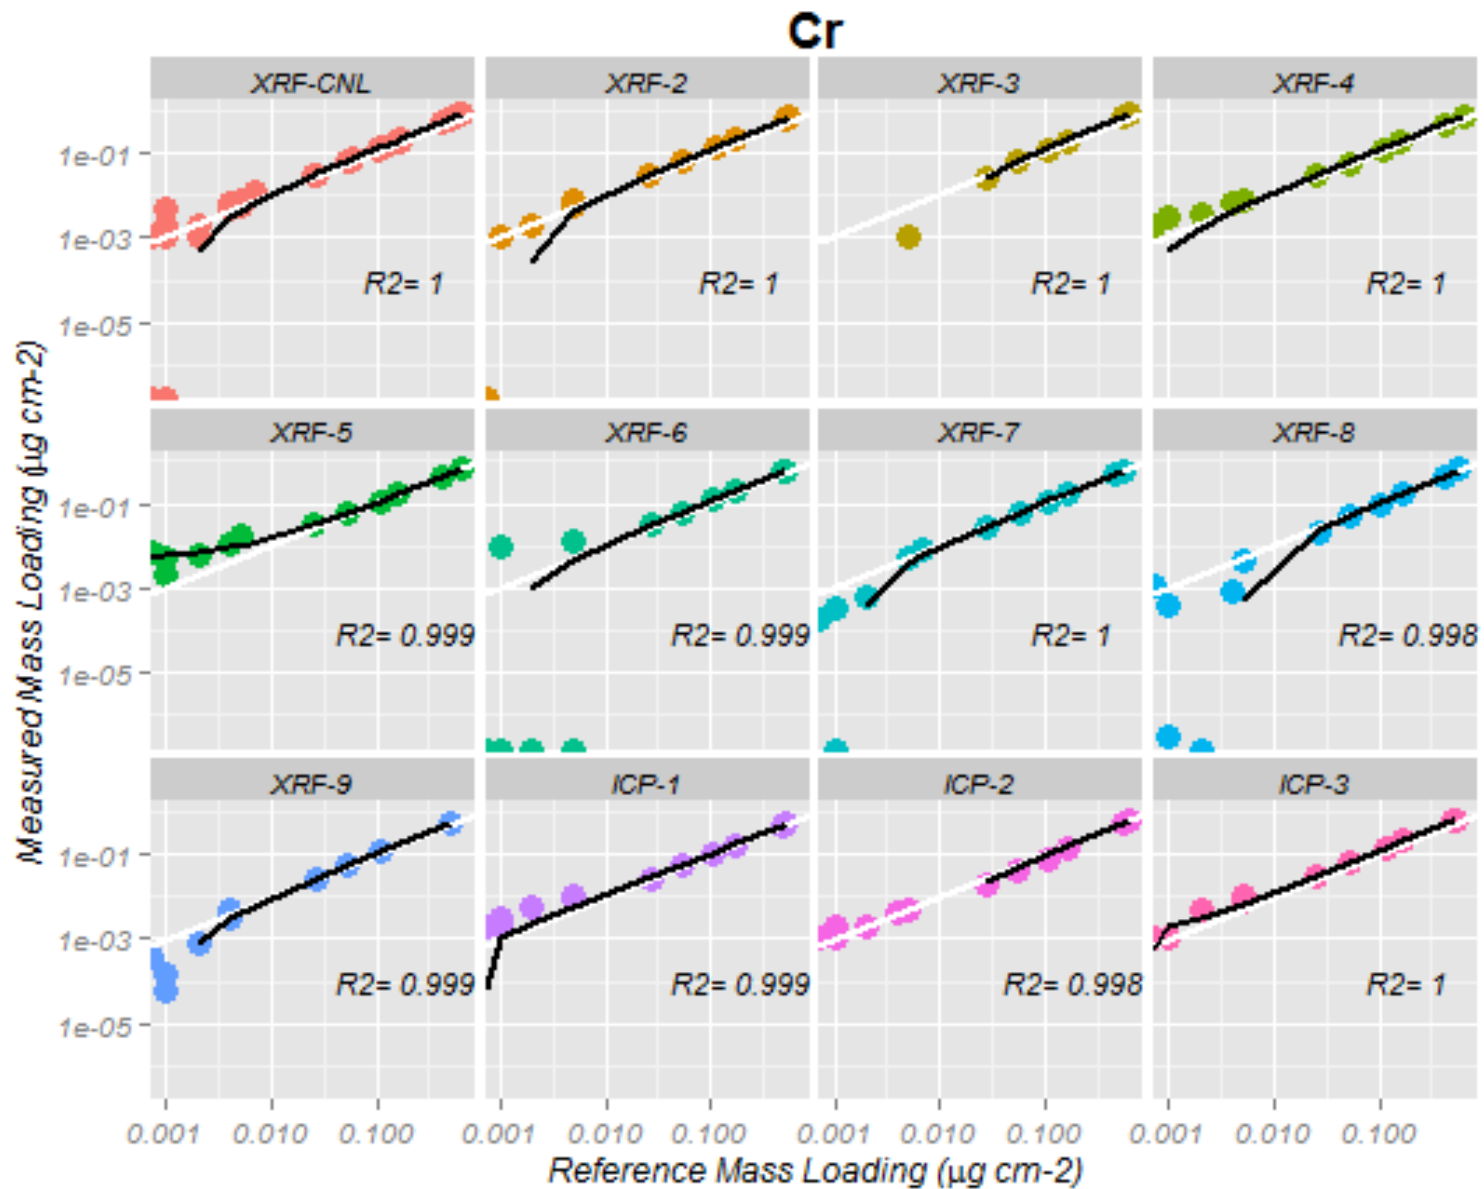 Cr
XRF-CNL XRF-2 XRF-3 XRF-4
1e-01
1e-03
1e-05
R2= 1 R2= 1 R2= 1 R2= 1
XRF-5 XRF-6 XRF-7 XRF-8
1e-01
1e-03
1e-05
R2= 0.999 R2= 0.999 R2= 1 R2= 0.998
XRF-9 ICP-1 ICP-2 ICP-3
1e-01
1e-03
1e-05
R2= 0.999 R2= 0.999 R2= 0.998 R2= 1
0.001 0.010 0.100 0.001 0.010 0.100 0.001 0.010 0.100 0.001 0.010 0.100
Reference Mass Loading (μg cm-2)
Measured Mass Loading (μg cm-2)